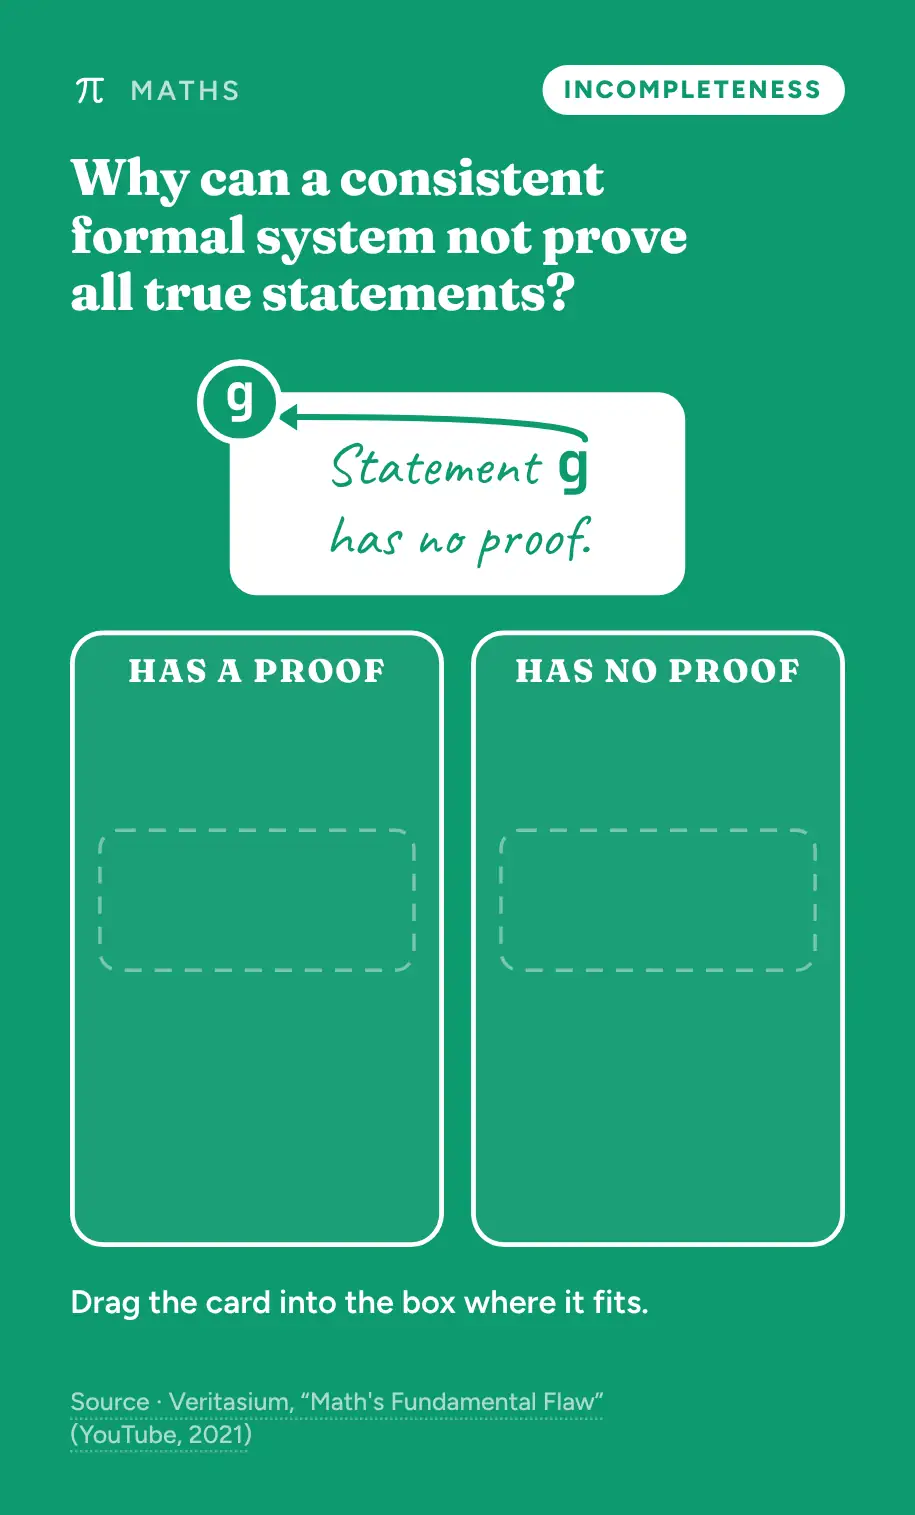 π MATHS
INCOMPLETENESS
Why can a consistent
formal system not prove
all true statements?
g
Statement g
has no proof.
HAS A PROOF
HAS NO PROOF
Drag the card into the box where it fits.
Source · Veritasium, “Math's Fundamental Flaw”
(YouTube, 2021)